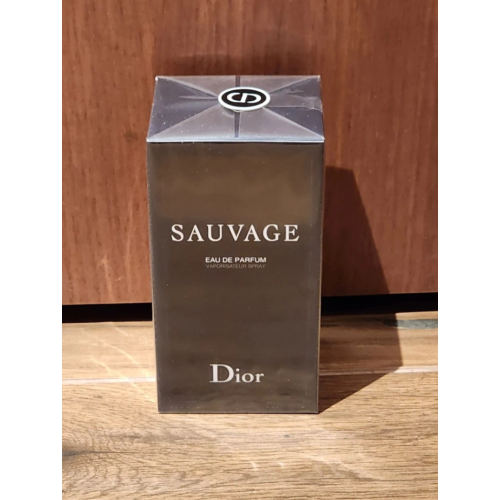 SAUVAGE
EAU DE PARFUM
VAPORISATEUR SPRAY
Dior